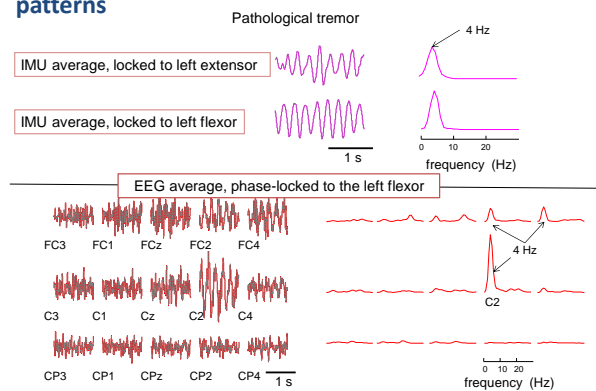 patterns
Pathological tremor
4 Hz
IMU average, locked to left extensor
IMU average, locked to left flexor
0 10 20
1 s
frequency (Hz)
EEG average, phase-locked to the left flexor
FC3 FC1 FCz FC2 FC4
4 Hz
C3 C1 Cz C2 C4
C2
CP3 CP1 CPz CP2 CP4
1 s
0 10 20
frequency (Hz)